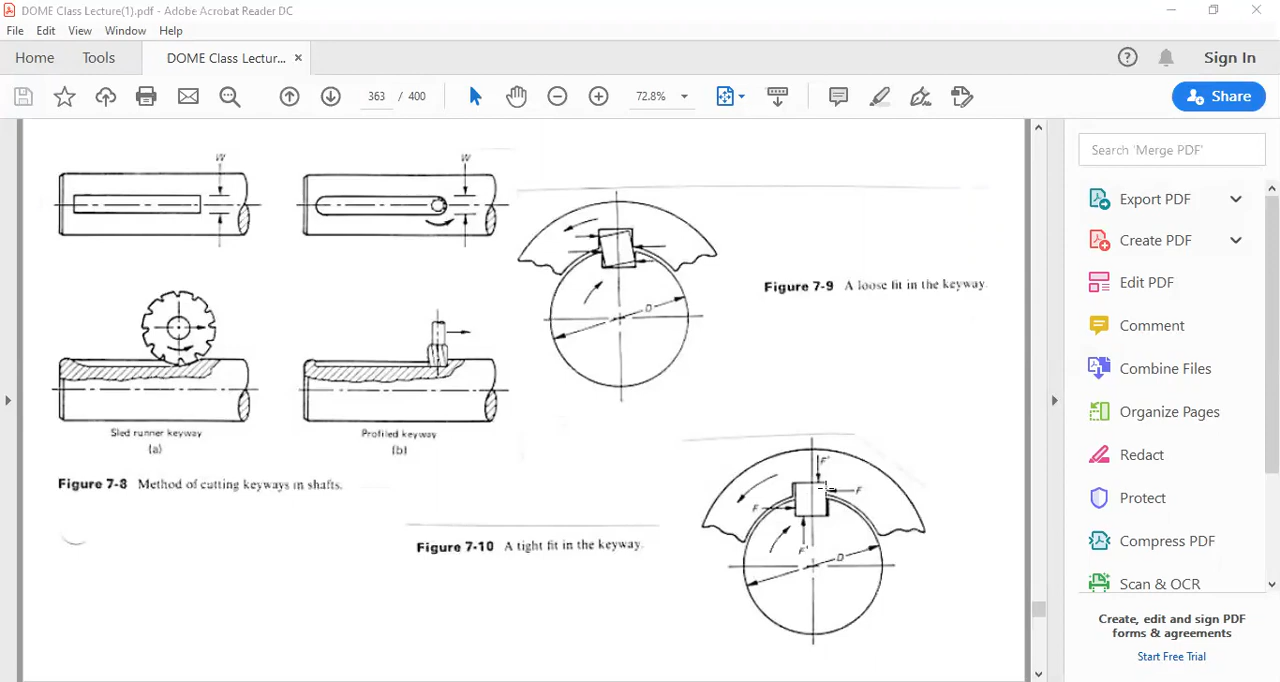 DOME Class Lecture(1).pdf - Adobe Acrobat Reader DC
File Edit View Window Help
Home Tools DOME Class Lectur... × Sign In
363 / 400 72.8% Share
W
W
Sled runner keyway
(a)
Profiled keyway
(b)
Figure 7-8 Method of cutting keyways in shafts.
D
Figure 7-9 A loose fit in the keyway.
Figure 7-10 A tight fit in the keyway.
F'
F
F
F'
D
Search 'Merge PDF'
Export PDF
Create PDF
Edit PDF
Comment
Combine Files
Organize Pages
Redact
Protect
Compress PDF
Scan & OCR
Create, edit and sign PDF
forms & agreements
Start Free Trial